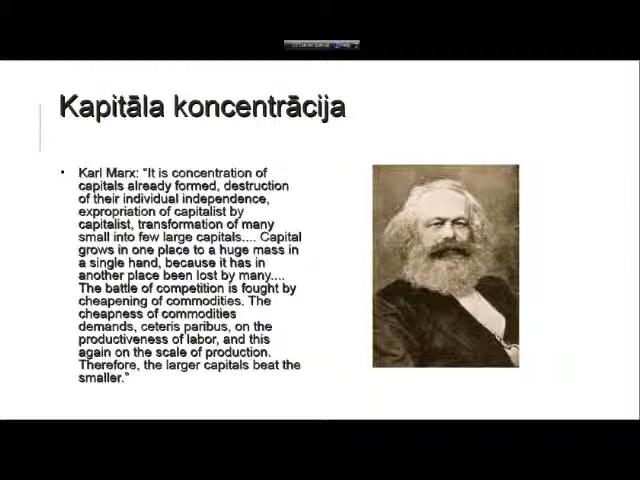 Kapitāla koncentrācija
• Karl Marx: “It is concentration of
capitals already formed, destruction
of their individual independence,
expropriation of capitalist by
capitalist, transformation of many
small into few large capitals.... Capital
grows in one place to a huge mass in
a single hand, because it has in
another place been lost by many....
The battle of competition is fought by
cheapening of commodities. The
cheapness of commodities
demands, ceteris paribus, on the
productiveness of labor, and this
again on the scale of production.
Therefore, the larger capitals beat the
smaller.”